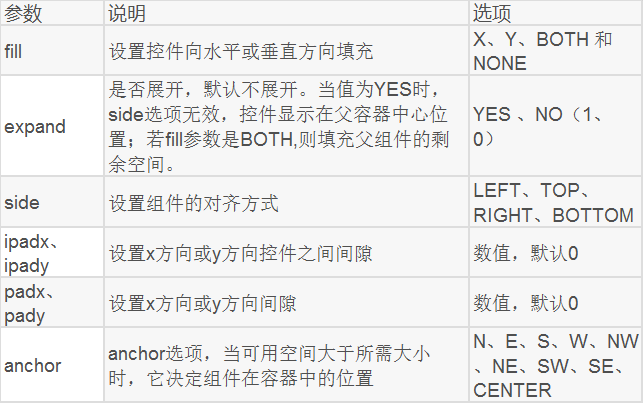 参数 说明 选项
fill 设置控件向水平或垂直方向填充 X、Y、BOTH 和
NONE
是否展开，默认不展开。当值为YES时，
side选项无效，控件显示在父容器中心位
expand 置；若fill参数是BOTH,则填充父组件的剩 YES 、NO（1、
余空间。 0）
side 设置组件的对齐方式 LEFT、TOP、
RIGHT、BOTTOM
ipadx、
ipady 设置x方向或y方向控件之间间隙 数值，默认0
padx、
pady 设置x方向或y方向间隙 数值，默认0
anchor anchor选项，当可用空间大于所需大小 N、E、S、W、NW
时，它决定组件在容器中的位置 、NE、SW、SE、
CENTER